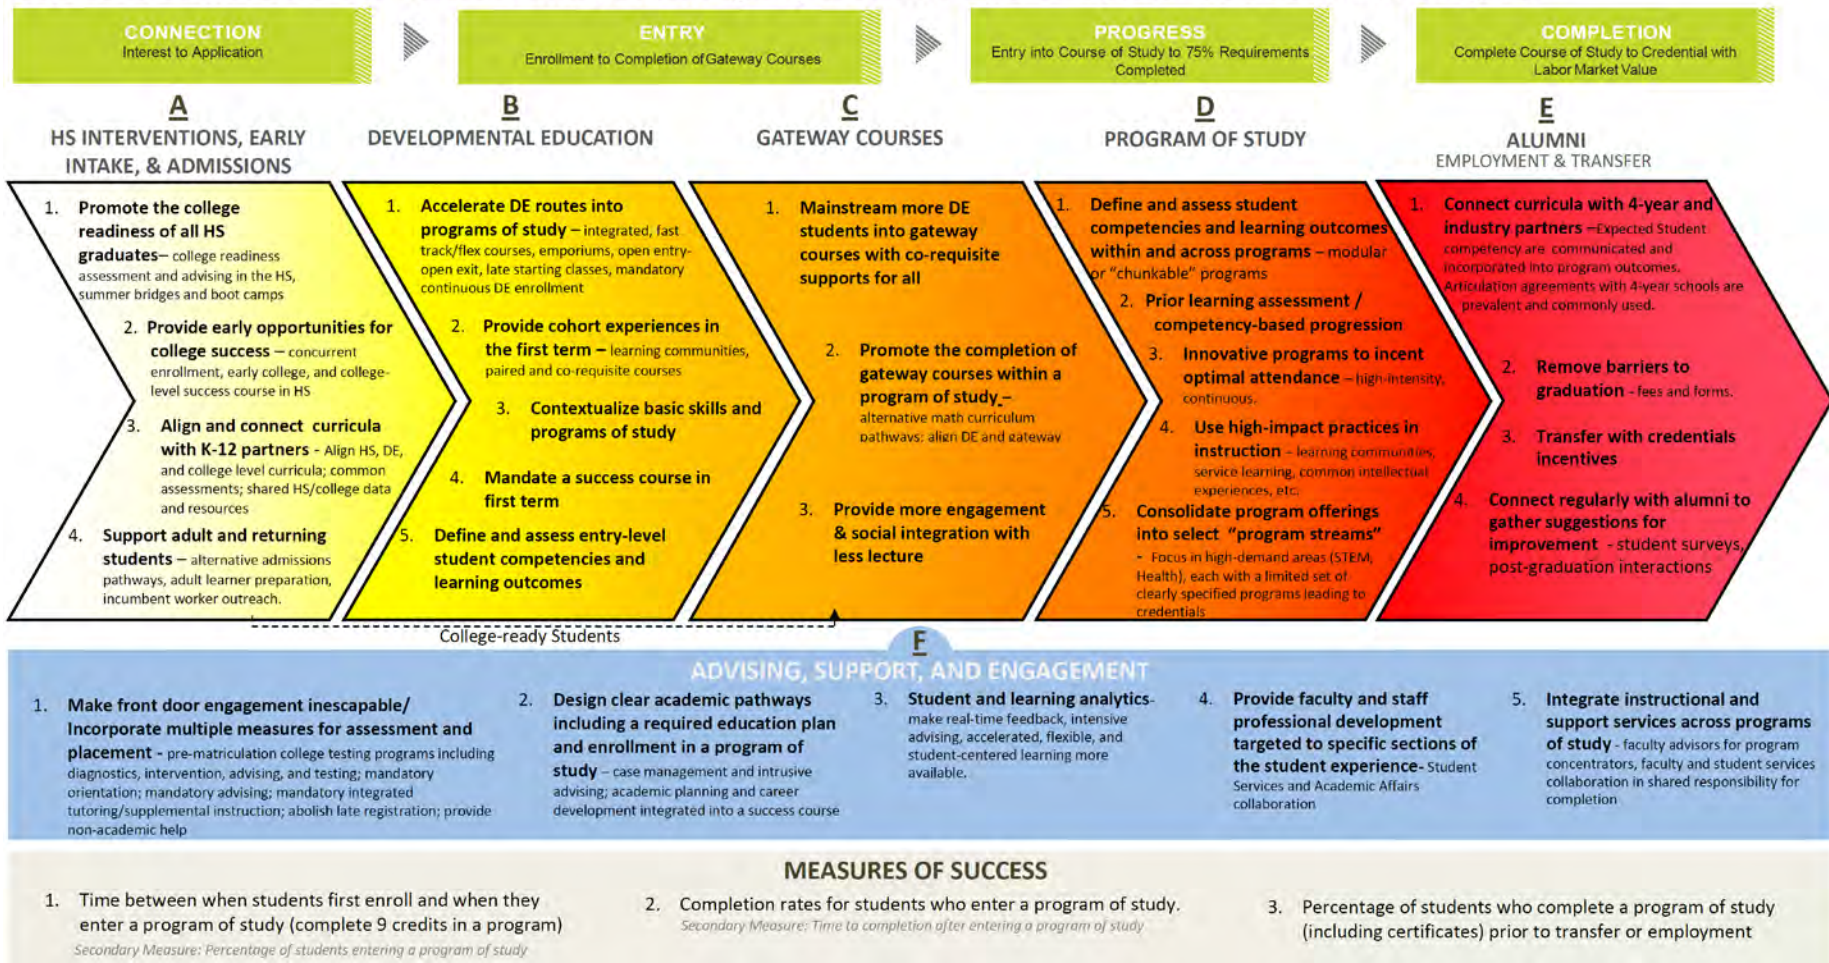 CONNECTION
Interest to Application
ENTRY
Enrollment to Completion of Gateway Courses
PROGRESS
Entry into Course of Study to 75% Requirements
Completed
COMPLETION
Complete Course of Study to Credential with
Labor Market Value
A
HS INTERVENTIONS, EARLY
INTAKE, & ADMISSIONS
B
DEVELOPMENTAL EDUCATION
C
GATEWAY COURSES
D
PROGRAM OF STUDY
E
ALUMNI
EMPLOYMENT & TRANSFER
1. Promote the college
readiness of all HS
graduates– college readiness
assessment and advising in the HS,
summer bridges and boot camps
2. Provide early opportunities for
college success – concurrent
enrollment, early college, and college-
level success course in HS
3. Align and connect curricula
with K-12 partners - Align HS, DE,
and college level curricula; common
assessments; shared HS/college data
and resources
4. Support adult and returning
students – alternative admissions
pathways, adult learner preparation,
incumbent worker outreach.
1. Accelerate DE routes into
programs of study – integrated, fast
track/flex courses, emporiums, open entry-
open exit, late starting classes, mandatory
continuous DE enrollment
2. Provide cohort experiences in
the first term – learning communities,
paired and co-requisite courses
3. Contextualize basic skills and
programs of study
4. Mandate a success course in
first term
5. Define and assess entry-level
student competencies and
learning outcomes
1. Mainstream more DE
students into gateway
courses with co-requisite
supports for all
2. Promote the completion of
gateway courses within a
program of study –
alternative math curriculum
pathways; align DE and gateway
3. Provide more engagement
& social integration with
less lecture
1. Define and assess student
competencies and learning outcomes
within and across programs – modular
or "chunkable" programs
2. Prior learning assessment /
competency-based progression
3. Innovative programs to incent
optimal attendance – high-intensity,
continuous.
4. Use high-impact practices in
instruction – learning communities,
service learning, common intellectual
experiences, etc.
5. Consolidate program offerings
into select "program streams"
- Focus in high-demand areas (STEM,
Health), each with a limited set of
clearly specified programs leading to
credentials
1. Connect curricula with 4-year and
industry partners –Expected Student
competency are communicated and
incorporated into program outcomes.
Articulation agreements with 4-year schools are
prevalent and commonly used.
2. Remove barriers to
graduation - fees and forms.
3. Transfer with credentials
incentives
4. Connect regularly with alumni to
gather suggestions for
improvement - student surveys,
post-graduation interactions
College-ready Students
F
ADVISING, SUPPORT, AND ENGAGEMENT
1. Make front door engagement inescapable/
Incorporate multiple measures for assessment and
placement - pre-matriculation college testing programs including
diagnostics, intervention, advising, and testing; mandatory
orientation; mandatory advising; mandatory integrated
tutoring/supplemental instruction; abolish late registration; provide
non-academic help
2. Design clear academic pathways
including a required education plan
and enrollment in a program of
study – case management and intrusive
advising; academic planning and career
development integrated into a success course
3. Student and learning analytics-
make real-time feedback, intensive
advising, accelerated, flexible, and
student-centered learning more
available.
4. Provide faculty and staff
professional development
targeted to specific sections of
the student experience- Student
Services and Academic Affairs
collaboration
5. Integrate instructional and
support services across programs
of study - faculty advisors for program
concentrators, faculty and student services
collaboration in shared responsibility for
completion
MEASURES OF SUCCESS
1. Time between when students first enroll and when they
enter a program of study (complete 9 credits in a program)
Secondary Measure: Percentage of students entering a program of study
2. Completion rates for students who enter a program of study.
Secondary Measure: Time to completion after entering a program of study
3. Percentage of students who complete a program of study
(including certificates) prior to transfer or employment